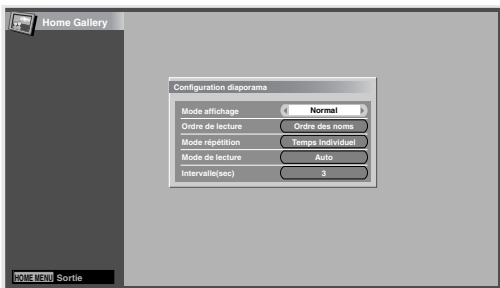 Home Gallery
Configuration diaporama
Mode affichage Normal
Ordre de lecture Ordre des noms
Mode répétition Temps Individuel
Mode de lecture Auto
Intervalle(sec) 3
HOME MENU Sortie